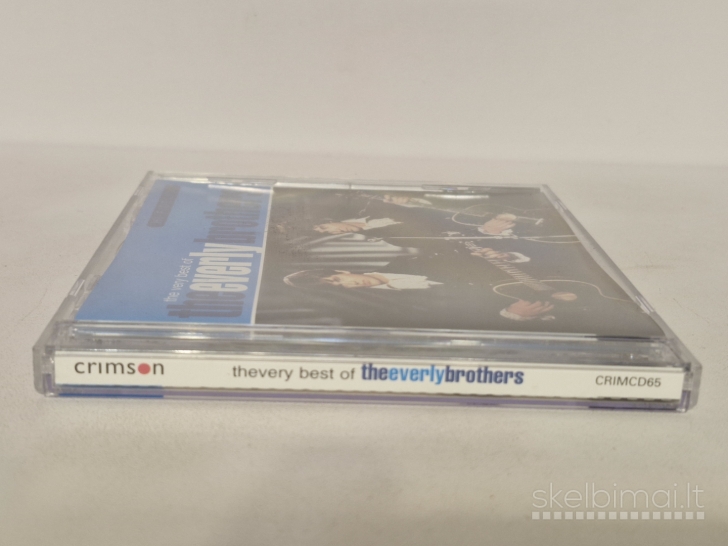 the very best of
theeverlybrothers
crimson
thevery best of theeverlybrothers
CRIMCD65
skelbimai.lt